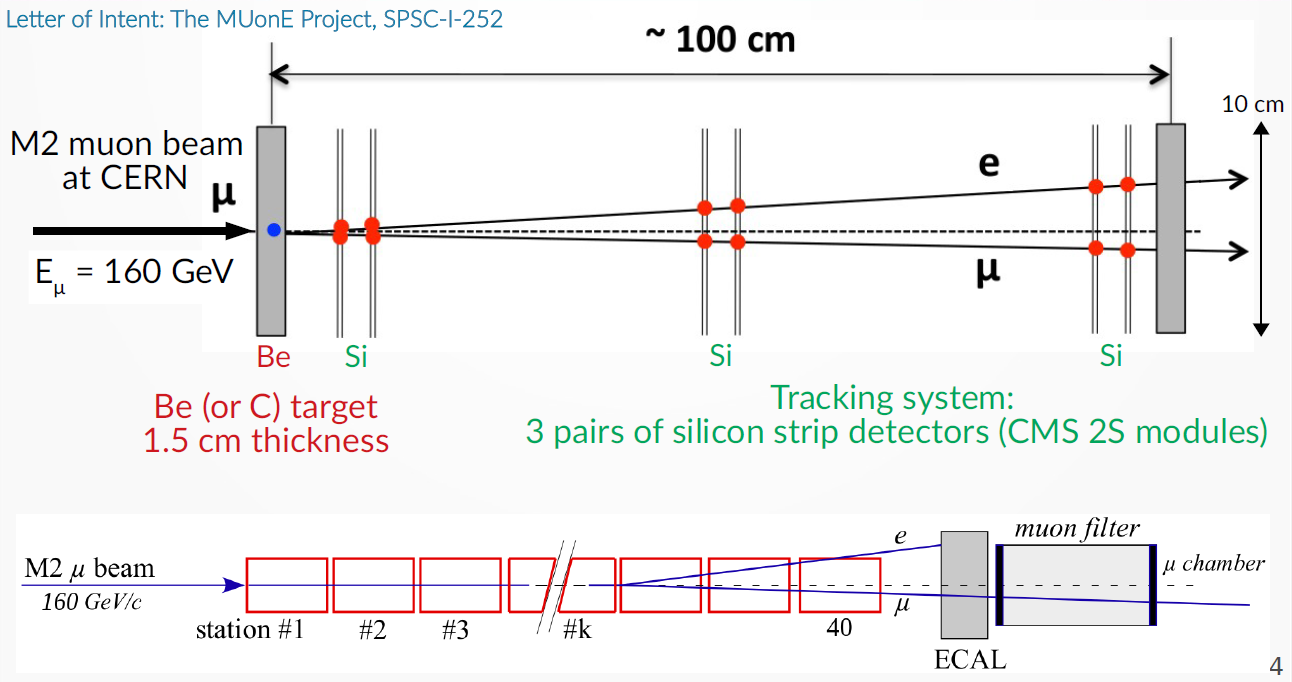 Letter of Intent: The MUonE Project, SPSC-I-252
~ 100 cm
10 cm
M2 muon beam
at CERN
μ
e
Eμ = 160 GeV
μ
Be
Si
Si
Si
Be (or C) target
1.5 cm thickness
Tracking system:
3 pairs of silicon strip detectors (CMS 2S modules)
M2 μ beam
160 GeV/c
e
muon filter
μ chamber
μ
station #1
#2
#3
#k
40
ECAL
4